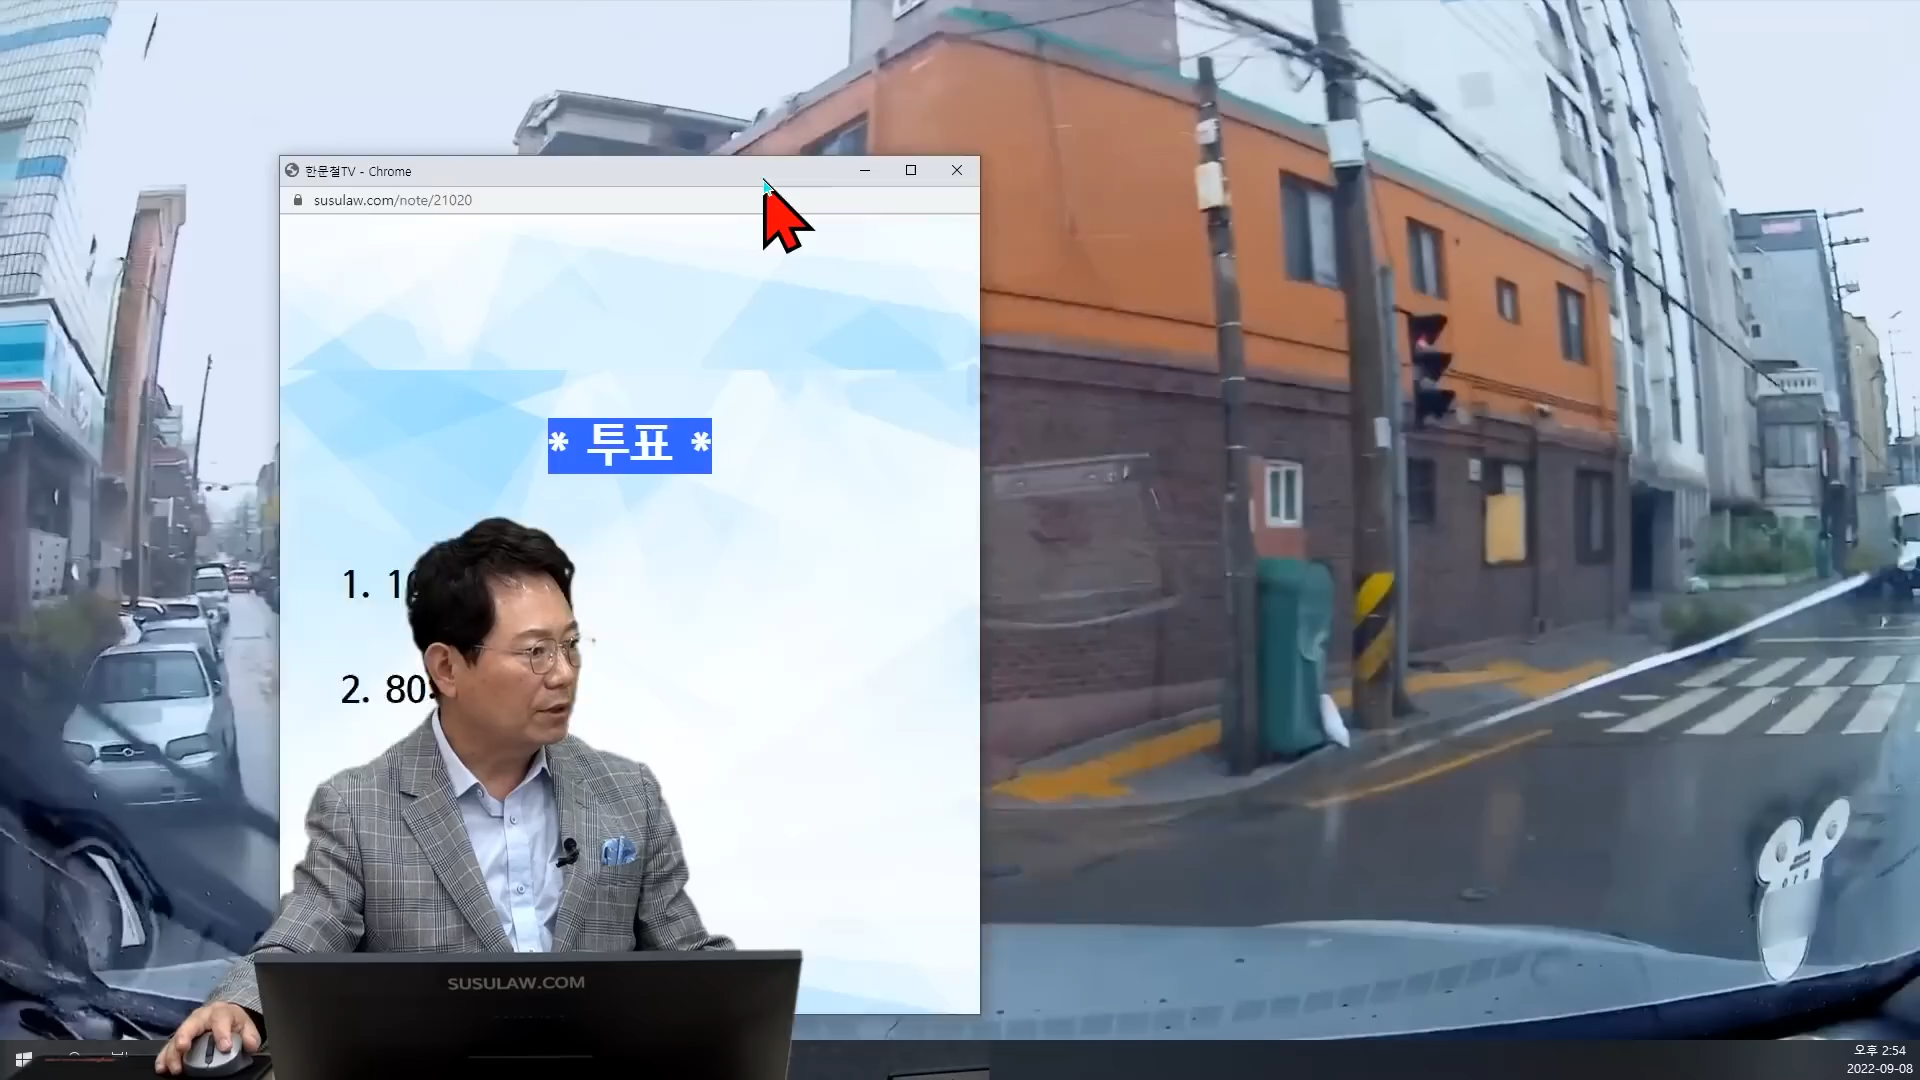 한문철TV - Chrome
susulaw.com/note/21020
* 투표 *
1.
2. 80:
SUSULAW.COM
오후 2:54
2022-09-08